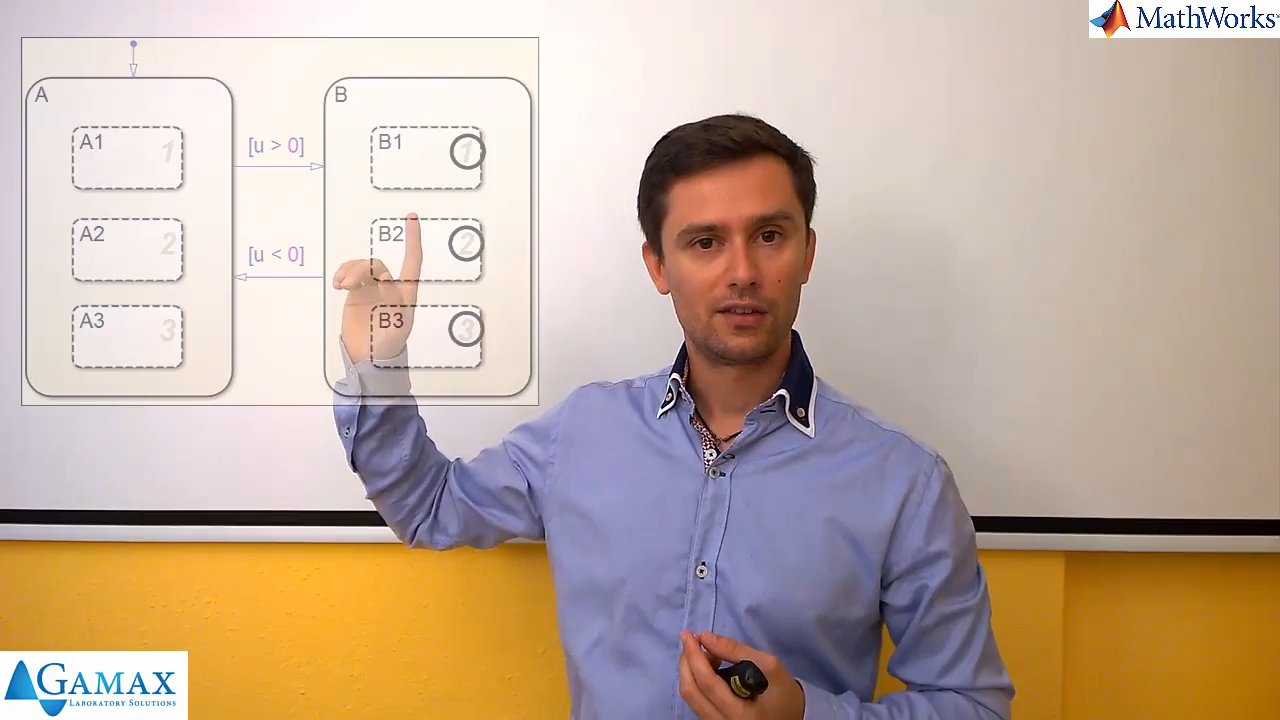 MathWorks
A
B
A1
1
[u > 0]
B1
1
A2
2
[u < 0]
B2
2
A3
3
B3
3
GAMAX
LABORATORY SOLUTIONS